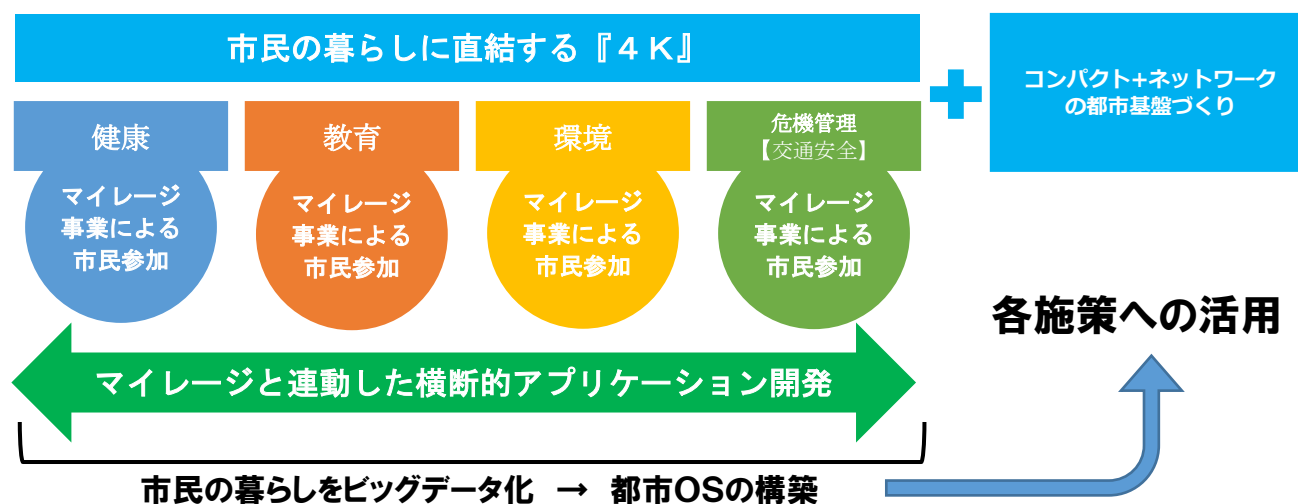 市民の暮らしに直結する『４Ｋ』
コンパクト+ネットワーク
の都市基盤づくり
健康
マイレージ
事業による
市民参加
教育
マイレージ
事業による
市民参加
環境
マイレージ
事業による
市民参加
危機管理
【交通安全】
マイレージ
事業による
市民参加
各施策への活用
マイレージと連動した横断的アプリケーション開発
市民の暮らしをビッグデータ化 → 都市OSの構築